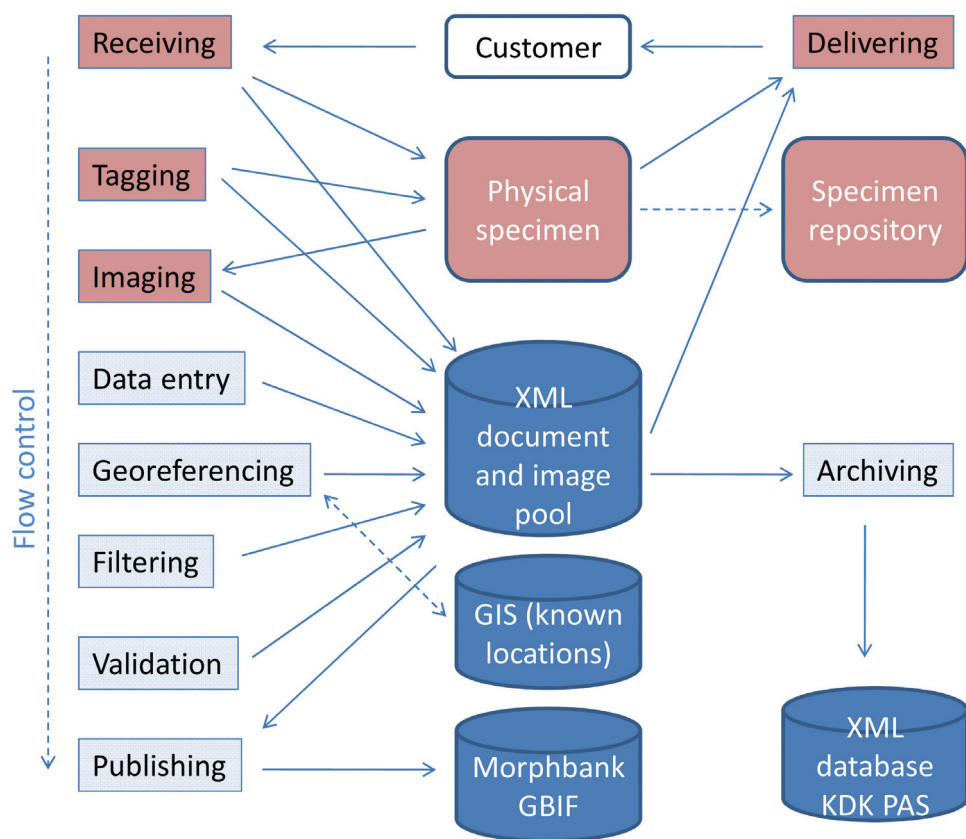 Receiving
Customer
Delivering
Tagging
Physical
specimen
Specimen
repository
Imaging
Data entry
XML
document
and image
pool
Georeferencing
Archiving
Flow control
Filtering
GIS (known
locations)
Validation
Publishing
Morphbank
GBIF
XML
database
KDK PAS